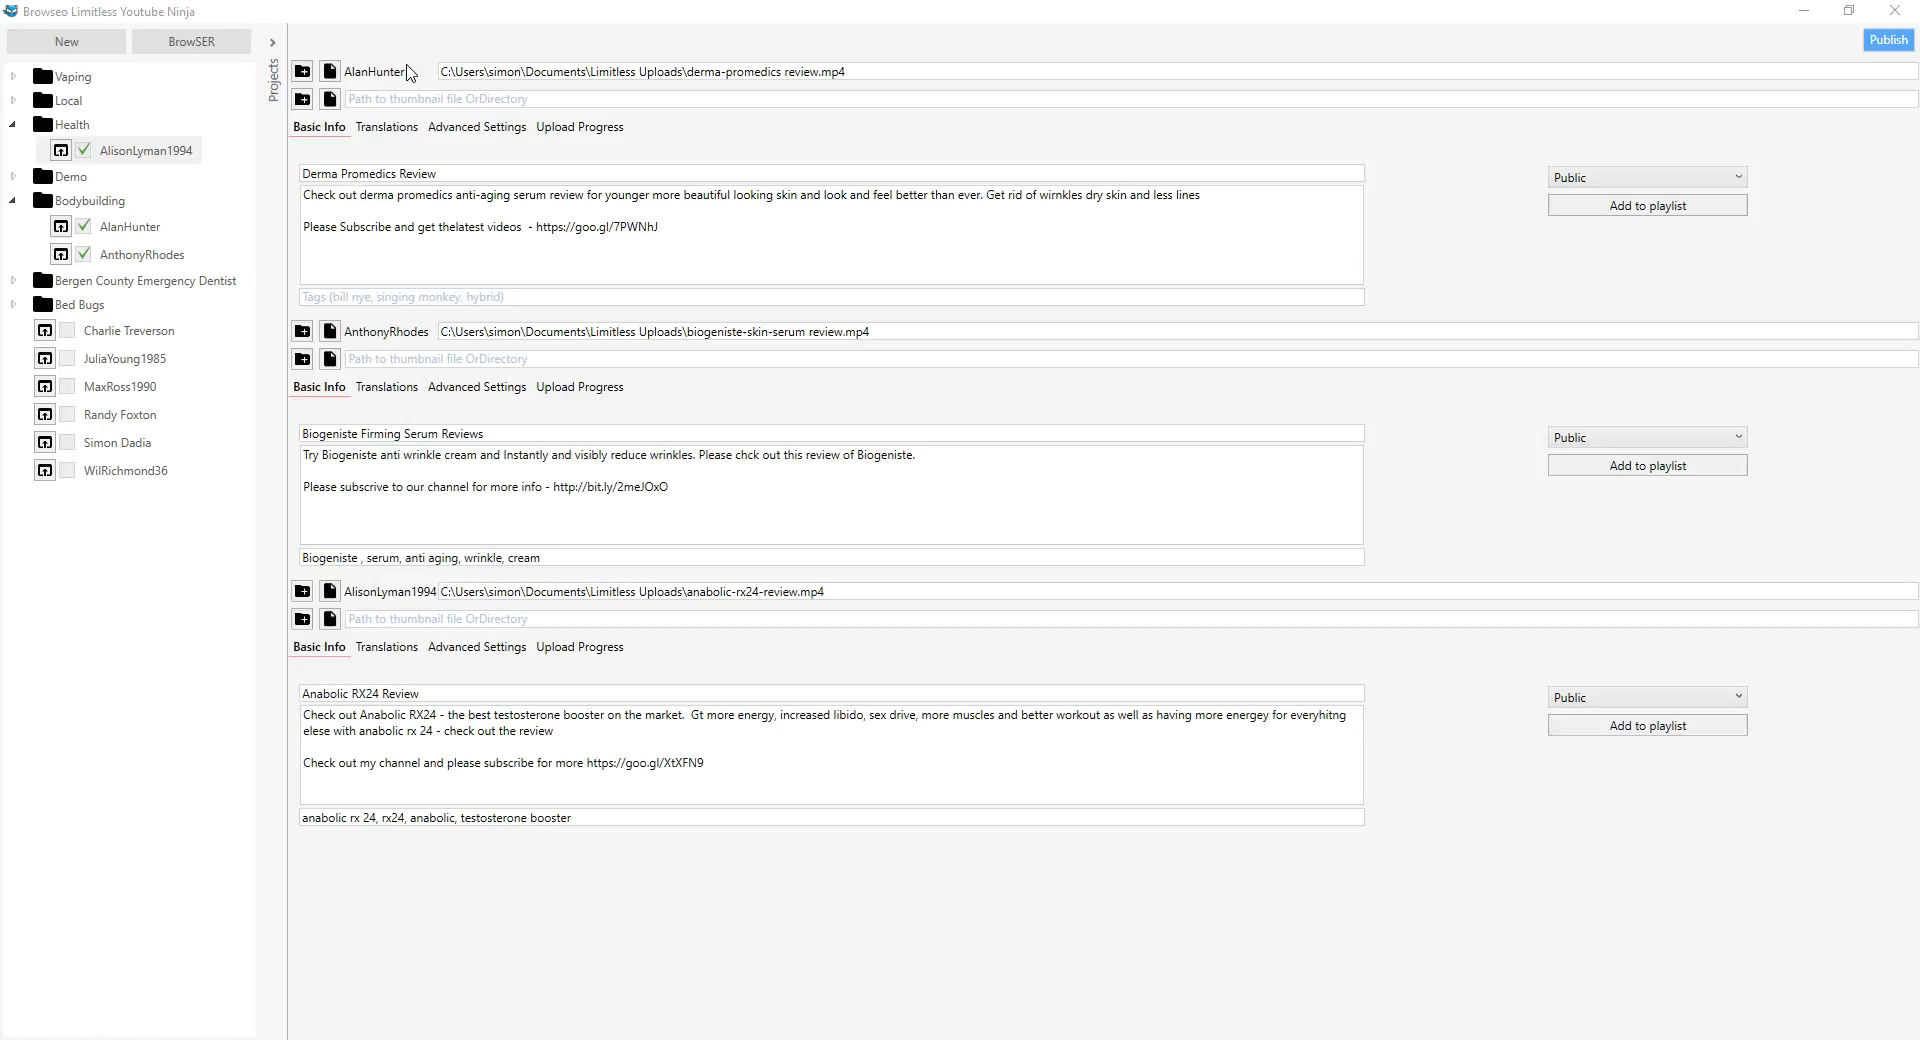 Browseo Limitless Youtube Ninja
New
BrowSER
Publish
Projects
Vaping
Local
Health
AlisonLyman1994
Demo
Bodybuilding
AlanHunter
AnthonyRhodes
Bergen County Emergency Dentist
Bed Bugs
Charlie Treverson
JuliaYoung1985
MaxRoss1990
Randy Foxton
Simon Dadia
WilRichmond36
AlanHunter C:\Users\simon\Documents\Limitless Uploads\derma-promedics review.mp4
Path to thumbnail file OrDirectory
Basic Info Translations Advanced Settings Upload Progress
Derma Promedics Review
Public
Check out derma promedics anti-aging serum review for younger more beautiful looking skin and look and feel better than ever. Get rid of wirnkles dry skin and less lines
Add to playlist
Please Subscribe and get thelatest videos - https://goo.gl/7PWNhJ
Tags (bill nye, singing monkey, hybrid)
AnthonyRhodes C:\Users\simon\Documents\Limitless Uploads\biogeniste-skin-serum review.mp4
Path to thumbnail file OrDirectory
Basic Info Translations Advanced Settings Upload Progress
Biogeniste Firming Serum Reviews
Public
Try Biogeniste anti wrinkle cream and Instantly and visibly reduce wrinkles. Please chck out this review of Biogeniste.
Add to playlist
Please subscrive to our channel for more info - http://bit.ly/2meJOxO
Biogeniste , serum, anti aging, wrinkle, cream
AlisonLyman1994 C:\Users\simon\Documents\Limitless Uploads\anabolic-rx24-review.mp4
Path to thumbnail file OrDirectory
Basic Info Translations Advanced Settings Upload Progress
Anabolic RX24 Review
Public
Check out Anabolic RX24 - the best testosterone booster on the market. Gt more energy, increased libido, sex drive, more muscles and better workout as well as having more energey for everyhitng
elese with anabolic rx 24 - check out the review
Add to playlist
Check out my channel and please subscribe for more https://goo.gl/XtXFN9
anabolic rx 24, rx24, anabolic, testosterone booster